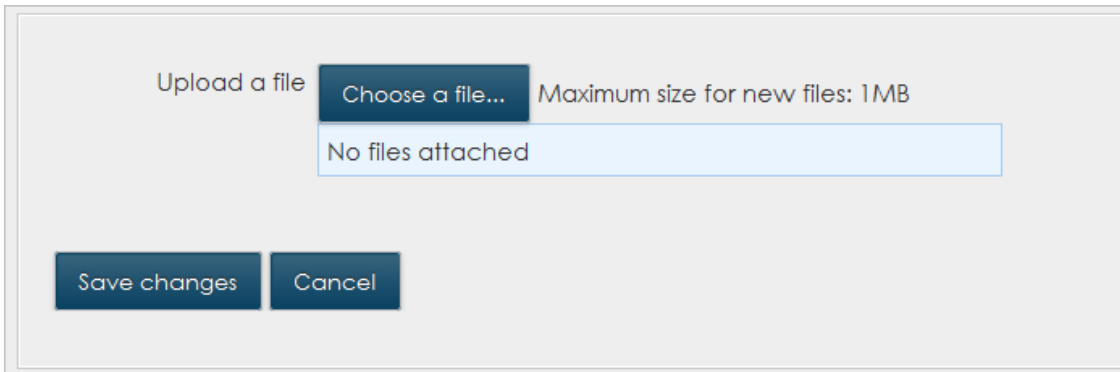 Upload a file Choose a file... Maximum size for new files: 1MB
No files attached
Save changes Cancel